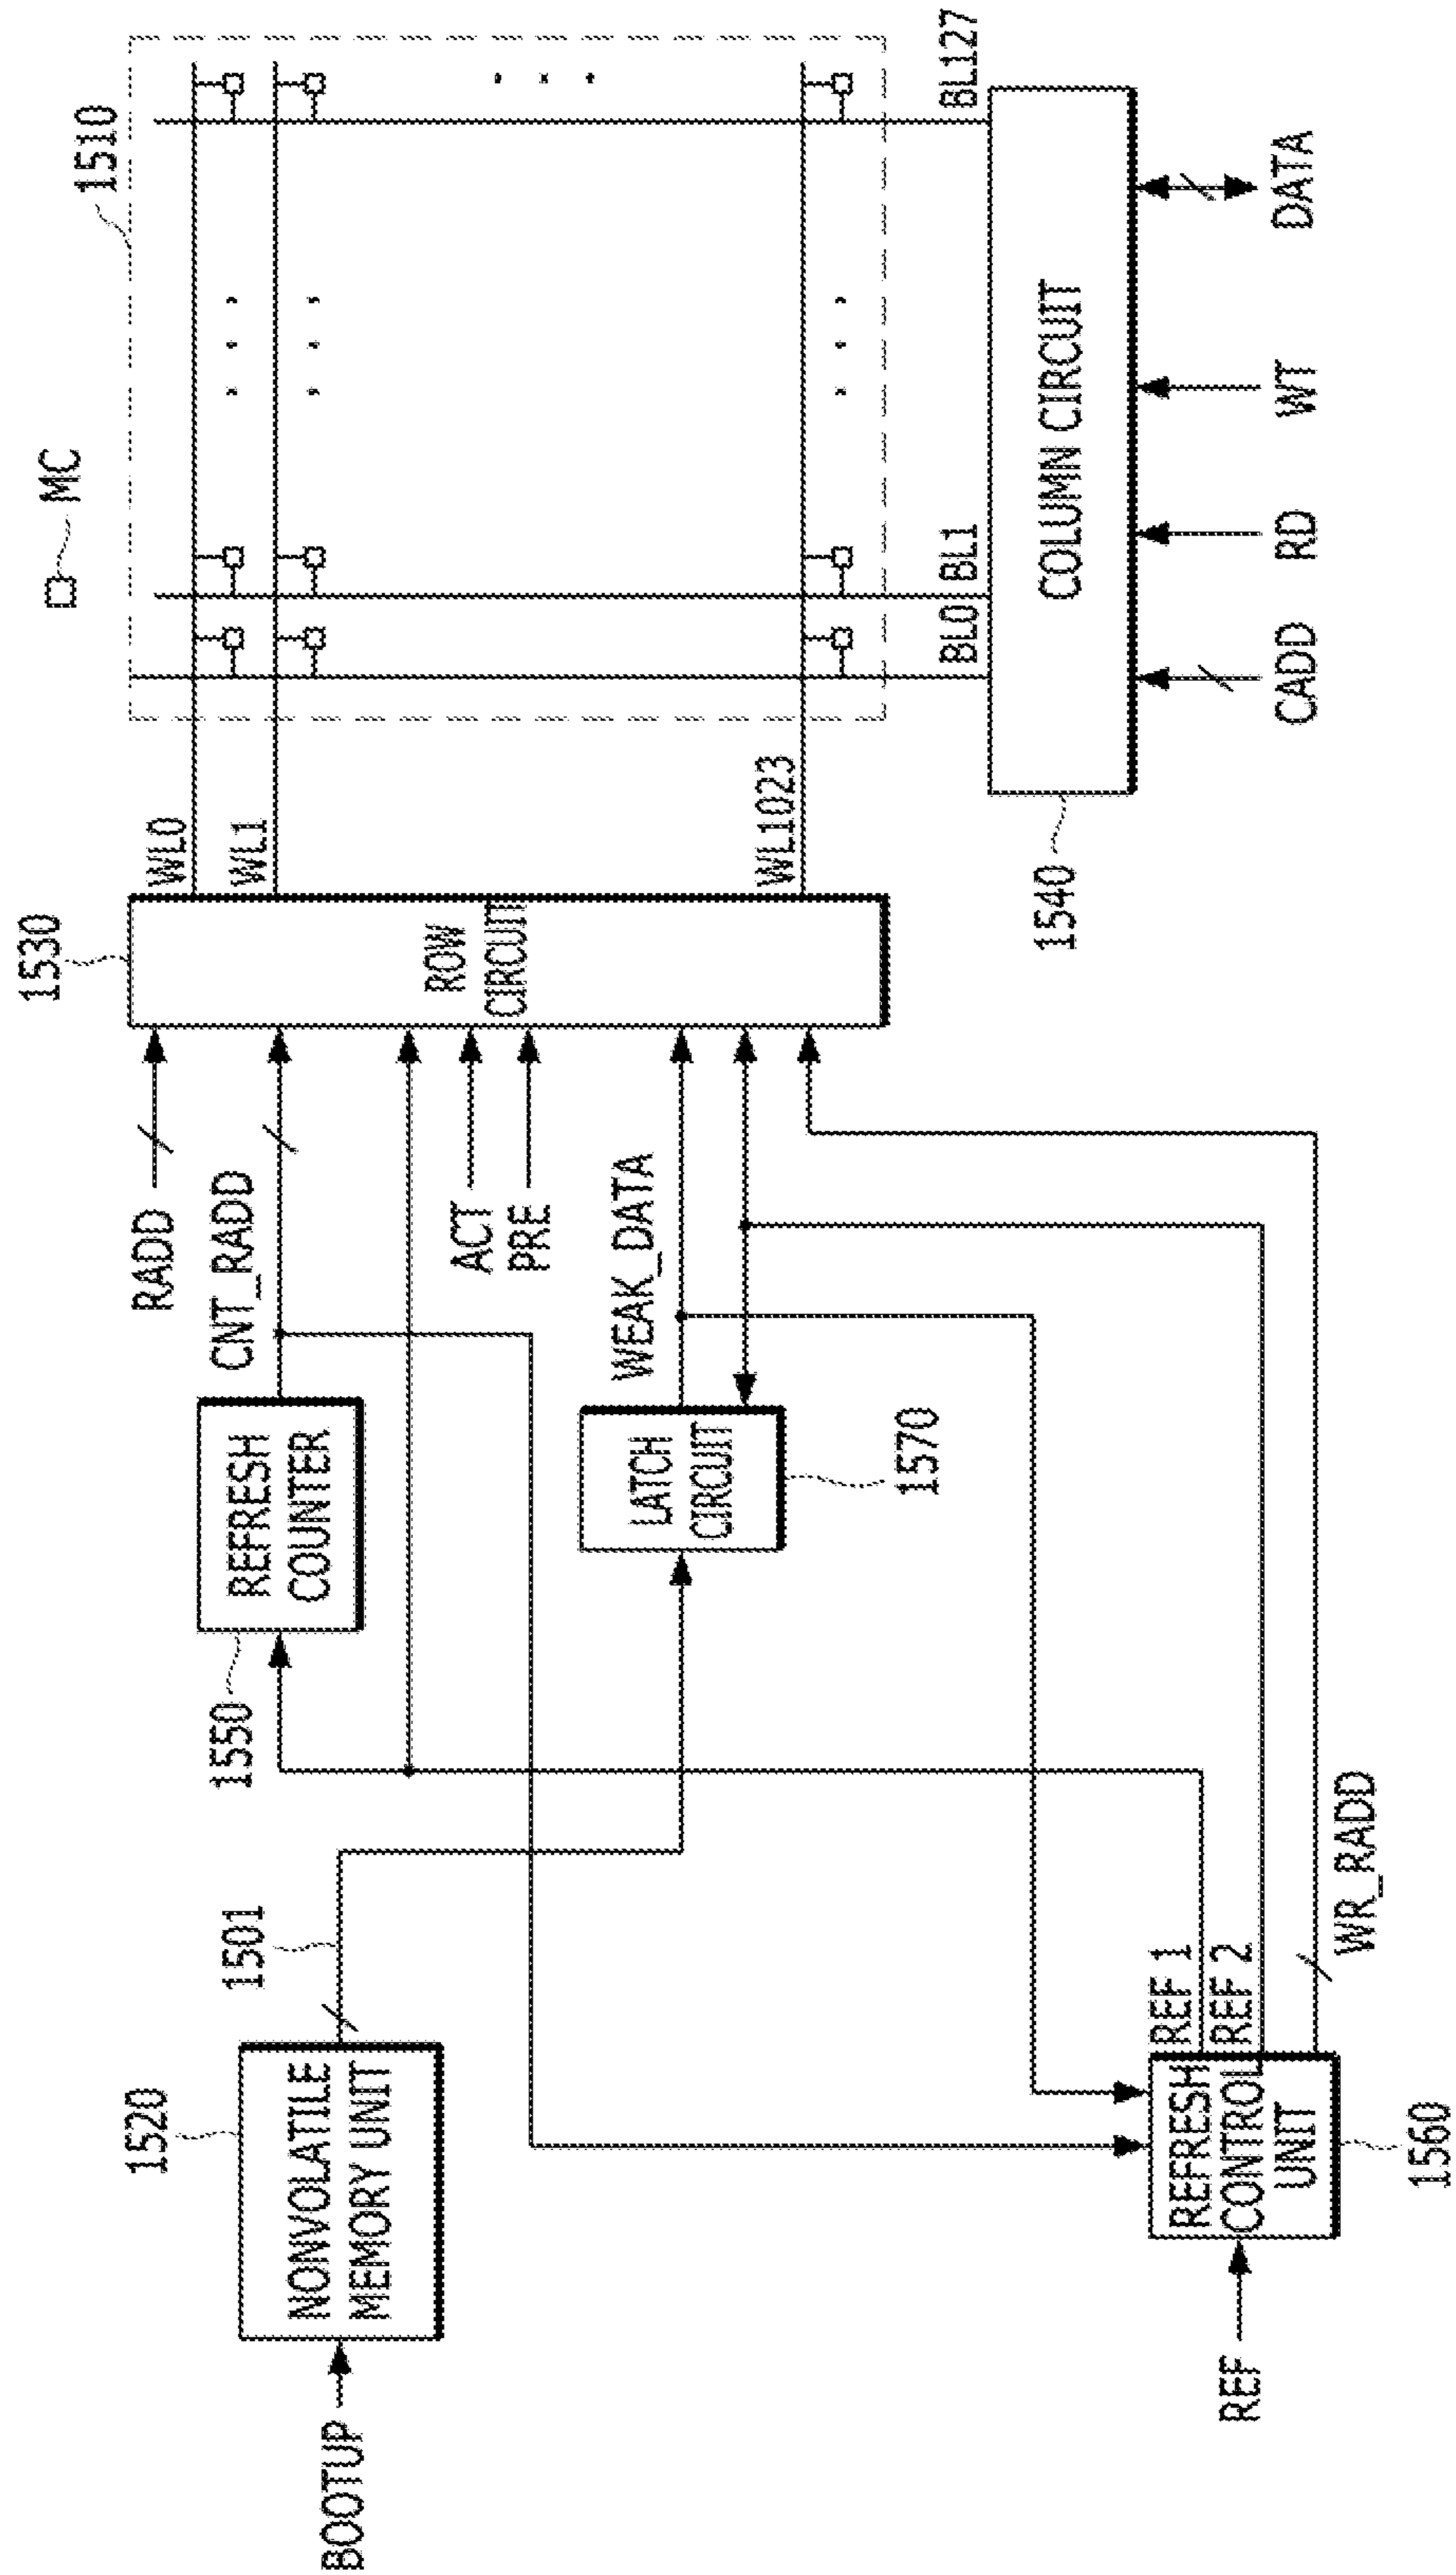 BOOTUP
1520
NONVOLATILE
MEMORY UNIT
1501
1550
REFRESH
COUNTER
RADD
CNT_RADD
ACT
PRE
WEAK_DATA
LATCH
CIRCUIT
1570
REF
REFRESH
CONTROL
UNIT
1560
REF 1
REF 2
WR_RADD
1530
ROW
CIRCUIT
WL0
WL1
WL1023
MC
1510
BL0
BL1
BL127
1540
COLUMN CIRCUIT
CADD
RD
WT
DATA